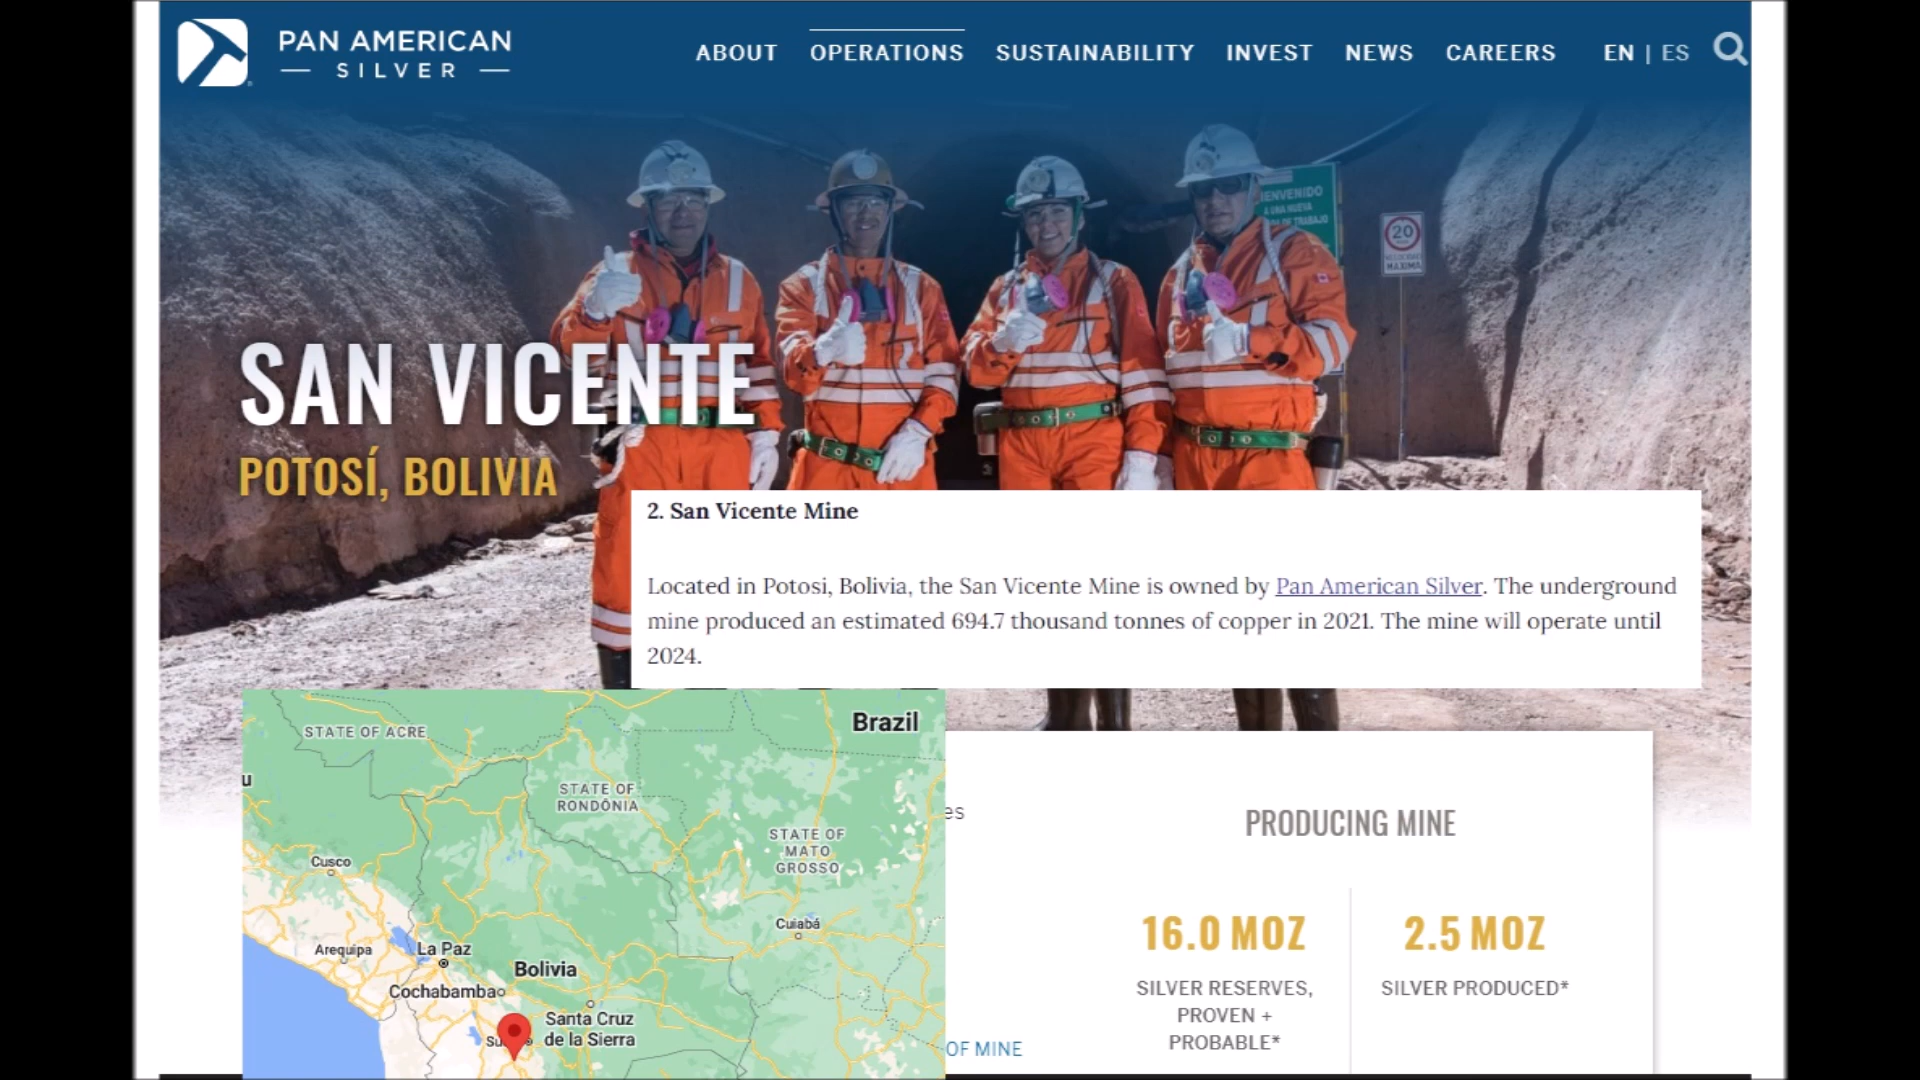 PAN AMERICAN
SILVER
ABOUT OPERATIONS SUSTAINABILITY INVEST NEWS CAREERS EN | ES
20
VELOCIDAD
MAXIMA
SAN VICENTE
POTOSÍ, BOLIVIA
2. San Vicente Mine
Located in Potosi, Bolivia, the San Vicente Mine is owned by Pan American Silver. The underground
mine produced an estimated 694.7 thousand tonnes of copper in 2021. The mine will operate until
2024.
Brazil
STATE OF ACRE
u
STATE OF
RONDÔNIA
STATE OF
MATO
GROSSO
Cusco
Cuiabá
Arequipa
La Paz
Bolivia
Cochabamba
Santa Cruz
de la Sierra
Su
es
OF MINE
PRODUCING MINE
16.0 MOZ
SILVER RESERVES,
PROVEN +
PROBABLE*
2.5 MOZ
SILVER PRODUCED*